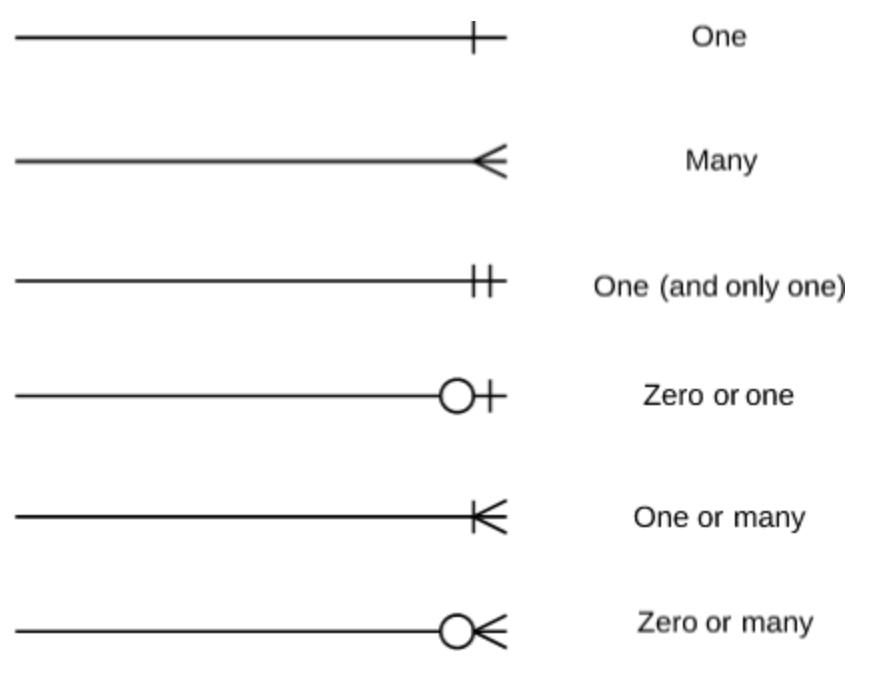 One
Many
One (and only one)
Zero or one
One or many
Zero or many